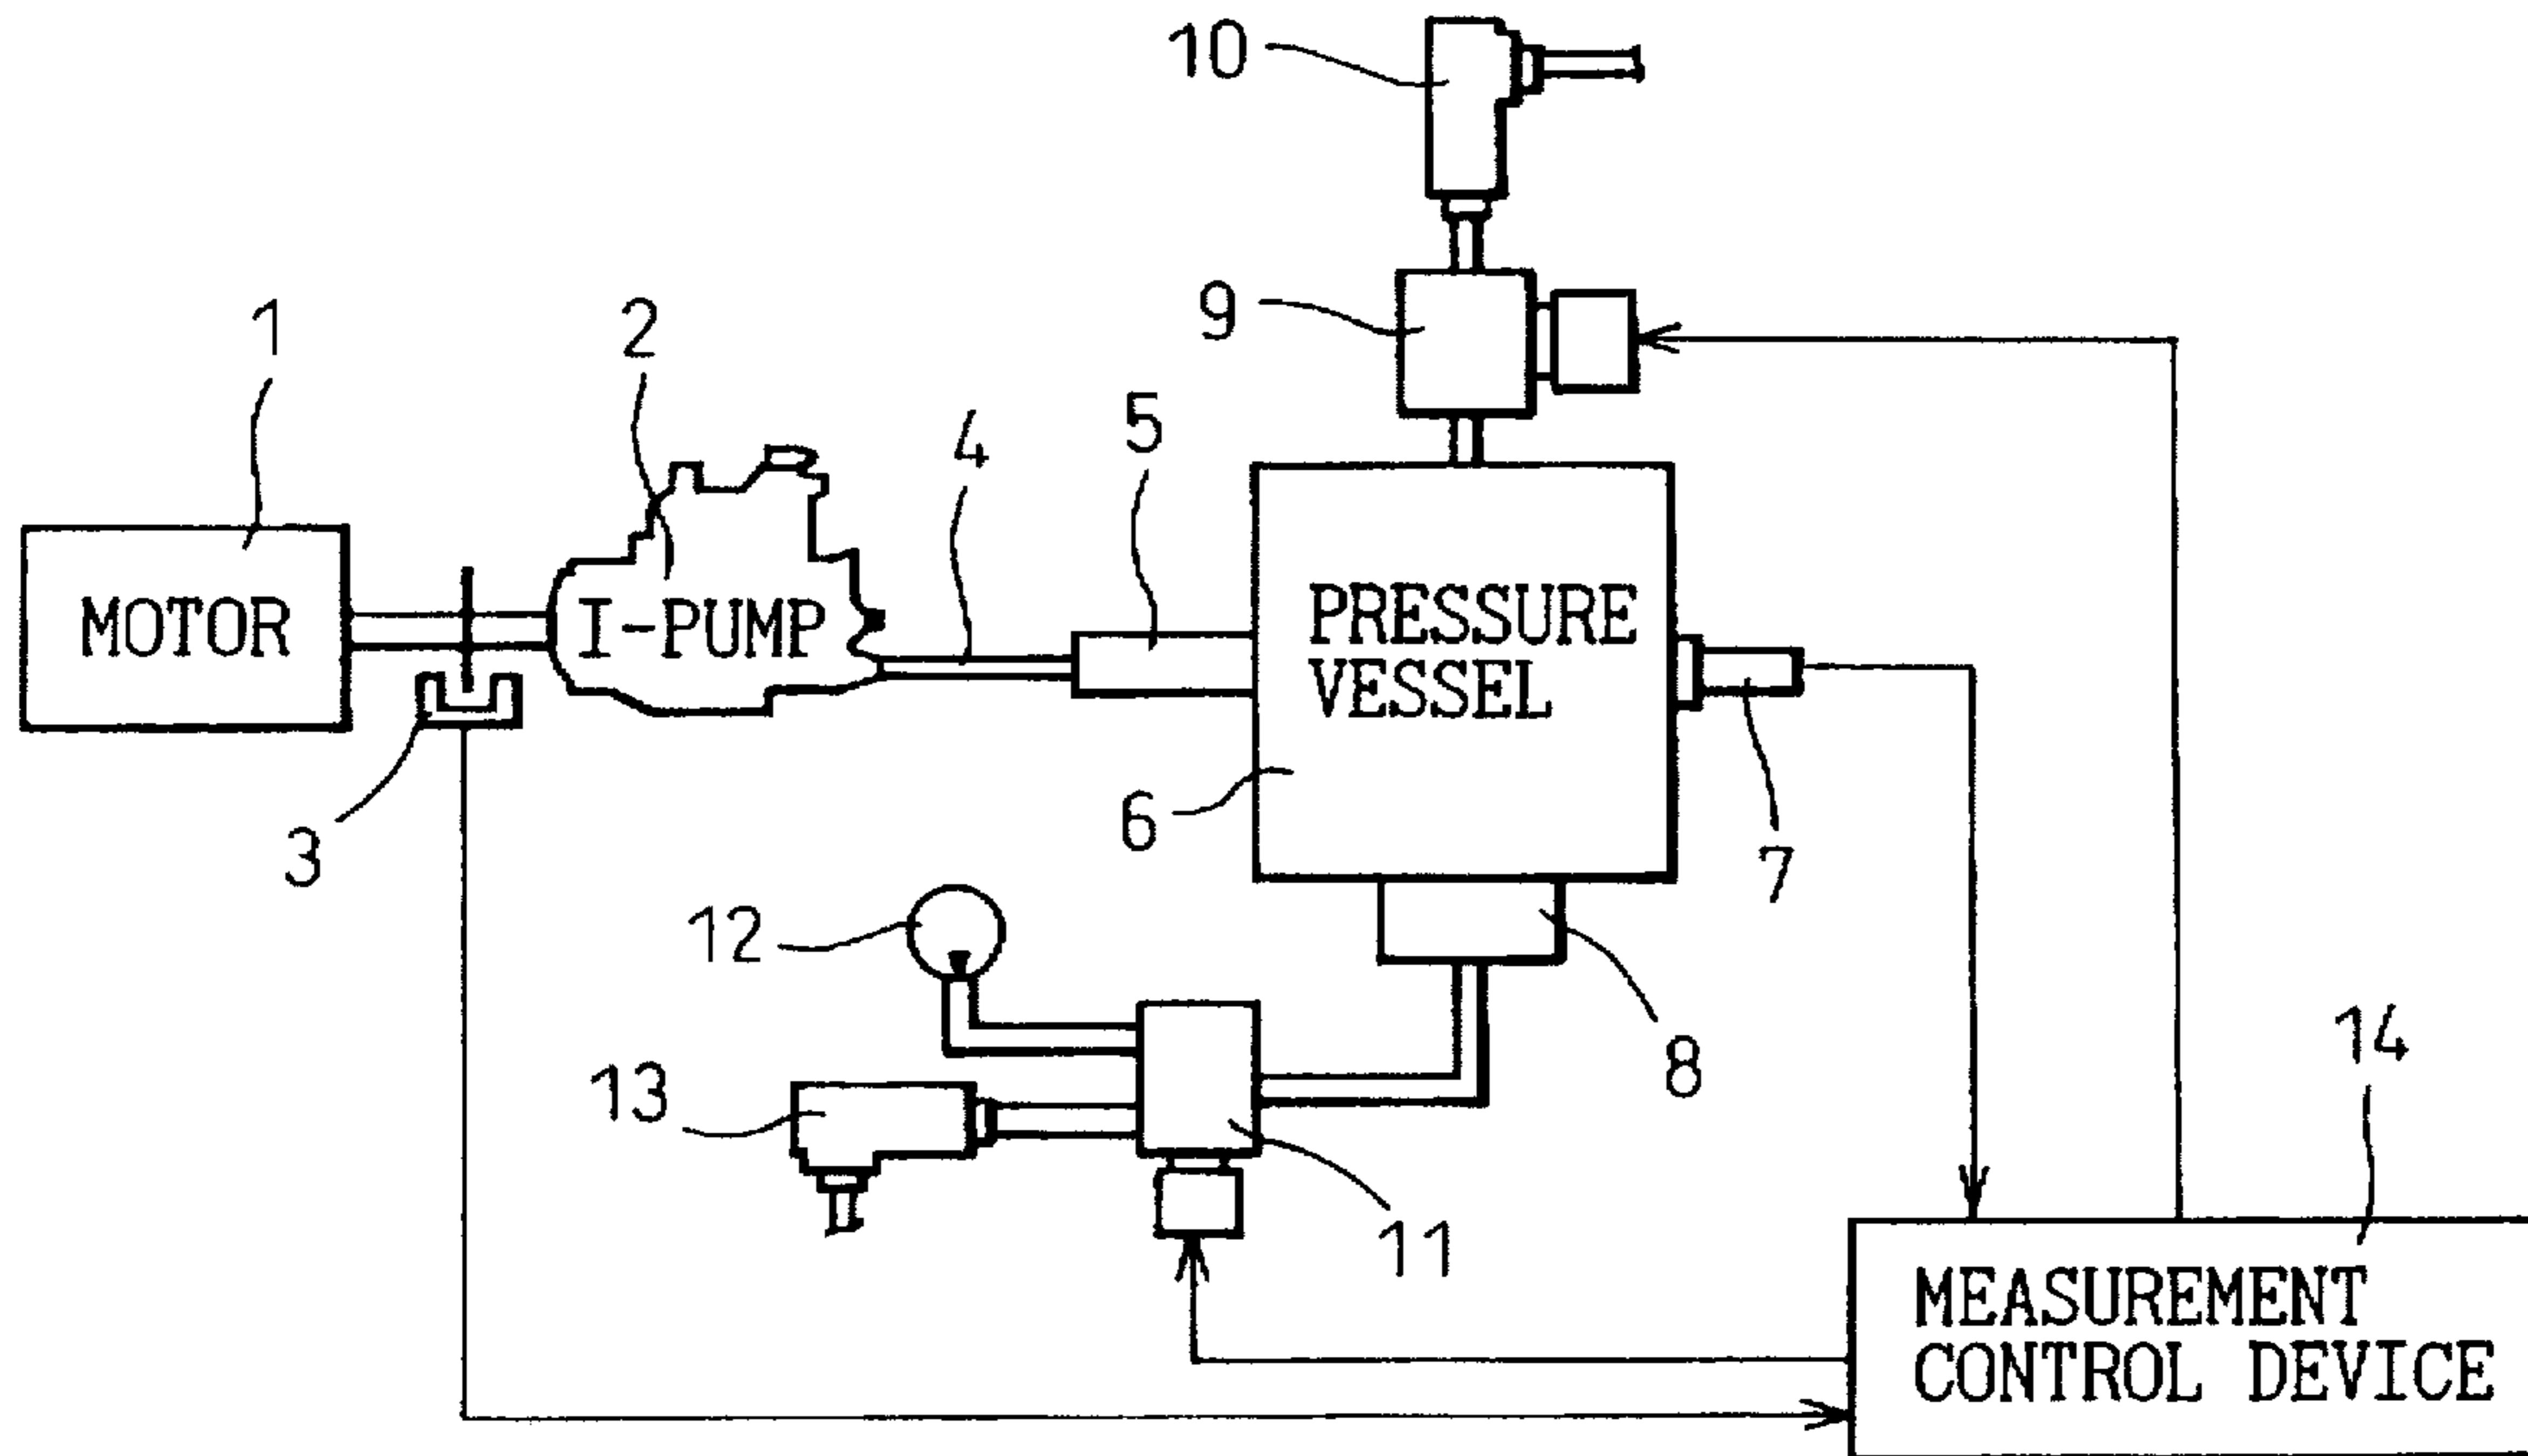 10
9
1
2
4
5
MOTOR
I-PUMP
PRESSURE
VESSEL
3
6
7
12
8
13
11
14
MEASUREMENT
CONTROL DEVICE